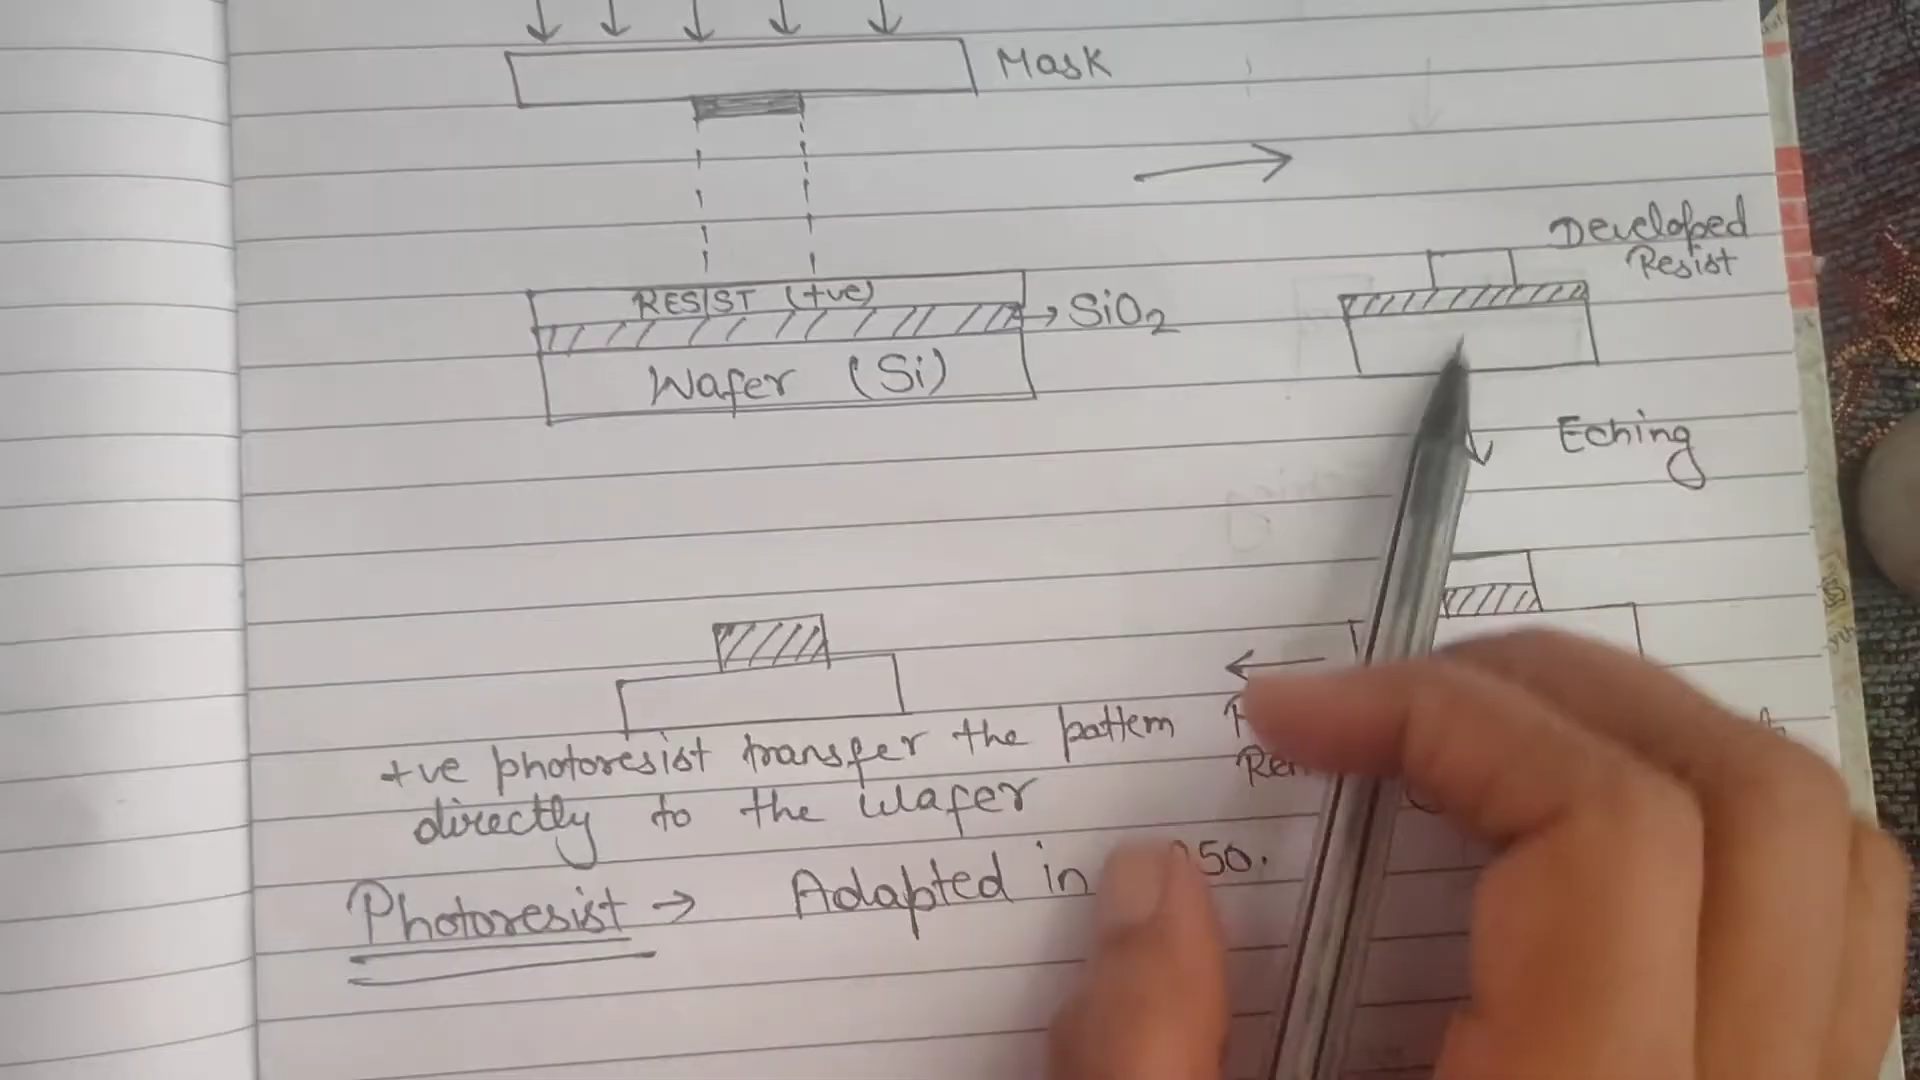 Mask
Developed
Resist
RESIST (+ve)
→ SiO2
Wafer (Si)
Eching
+ve photoresist transfer the pattern
directly to the Wafer
Photoresist → Adapted in